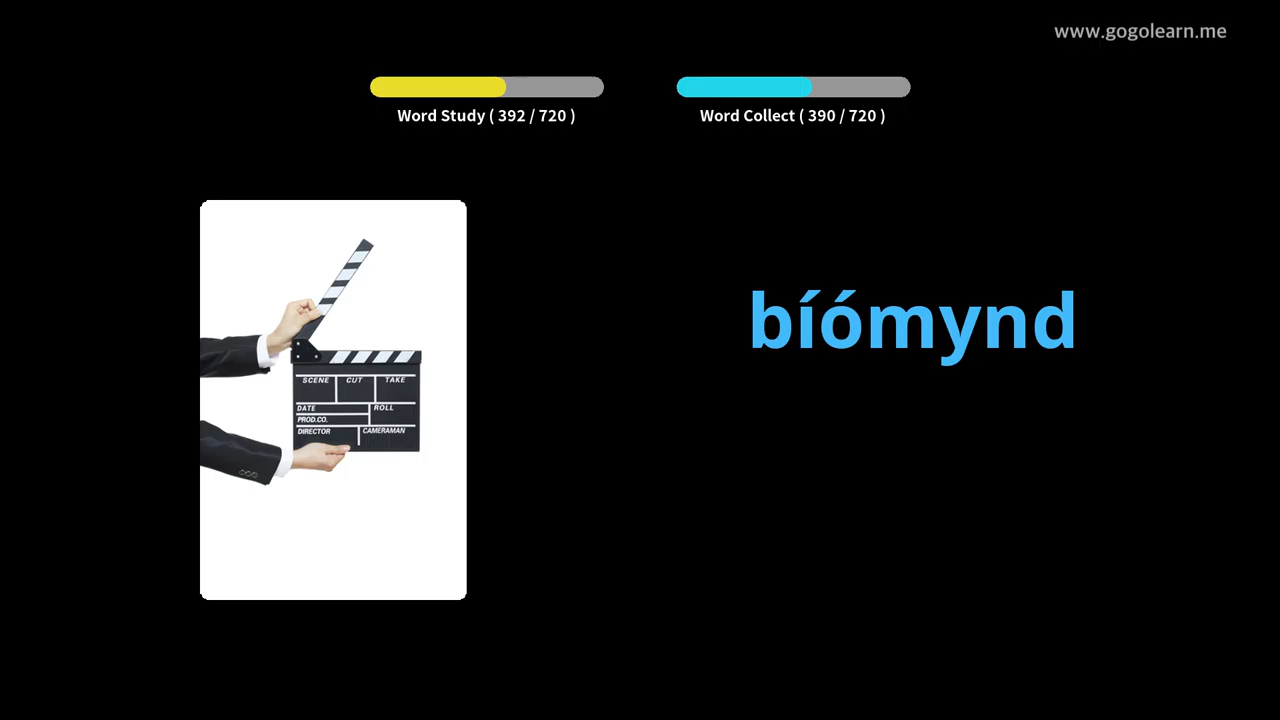 www.gogolearn.me
Word Study ( 392 / 720 )
Word Collect ( 390 / 720 )
bíómynd
SCENE CUT TAKE
DATE ROLL
PROD.CO.
DIRECTOR CAMERAMAN